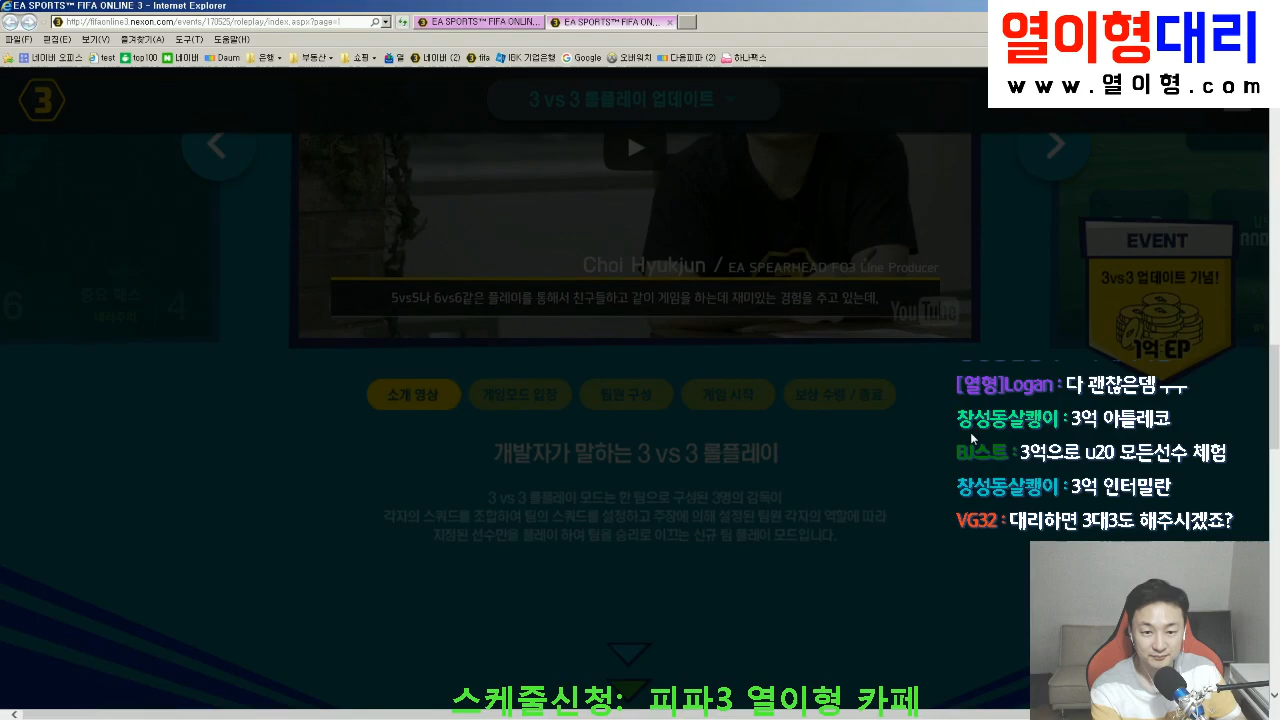 EA SPORTS™ FIFA ONLINE 3 - Internet Explorer
http://fifaonline3.nexon.com/events/170525/roleplay/index.aspx?page=1
EA SPORTS™ FIFA ONLIN...
EA SPORTS™ FIFA ON...
파일(F) 편집(E) 보기(V) 즐겨찾기(A) 도구(T) 도움말(H)
네이버 오피스 test top100 네이버 Daum 은행 부동산 쇼핑 열 네이버 (2) fifa IBK 기업은행 Google 오버워치 다음피파 (2) 하나팩스
열이형대리
www.열이형.com
3
3 vs 3 롤플레이 업데이트
Choi Hyukjun / EA SPEARHEAD FO3 Line Producer
5vs5나 6vs6같은 플레이를 통해서 친구들하고 같이 게임을 하는데 재미있는 경험을 주고 있는데,
YouTube
6
중요 패스
4
EVENT
3vs3 업데이트 기념!
1억 EP
소개 영상
게임모드 입장
팀원 구성
게임 시작
보상 수령 / 종료
개발자가 말하는 3 vs 3 롤플레이
3 vs 3 롤플레이 모드는 한 팀으로 구성된 3명의 감독이
각자의 스쿼드를 조합하여 팀의 스쿼드를 설정하고 주장에 의해 설정된 팀원 각자의 역할에 따라
지정된 선수만을 플레이 하여 팀을 승리로 이끄는 신규 팀 플레이 모드입니다.
[열형]Logan : 다 괜찮은뎀 ㅜㅜ
창성동살쾡이 : 3억 아틀레코
BJ스트 : 3억으로 u20 모든선수 체험
창성동살쾡이 : 3억 인터밀란
VG32 : 대리하면 3대3도 해주시겠죠?
스케줄신청: 피파3 열이형 카페